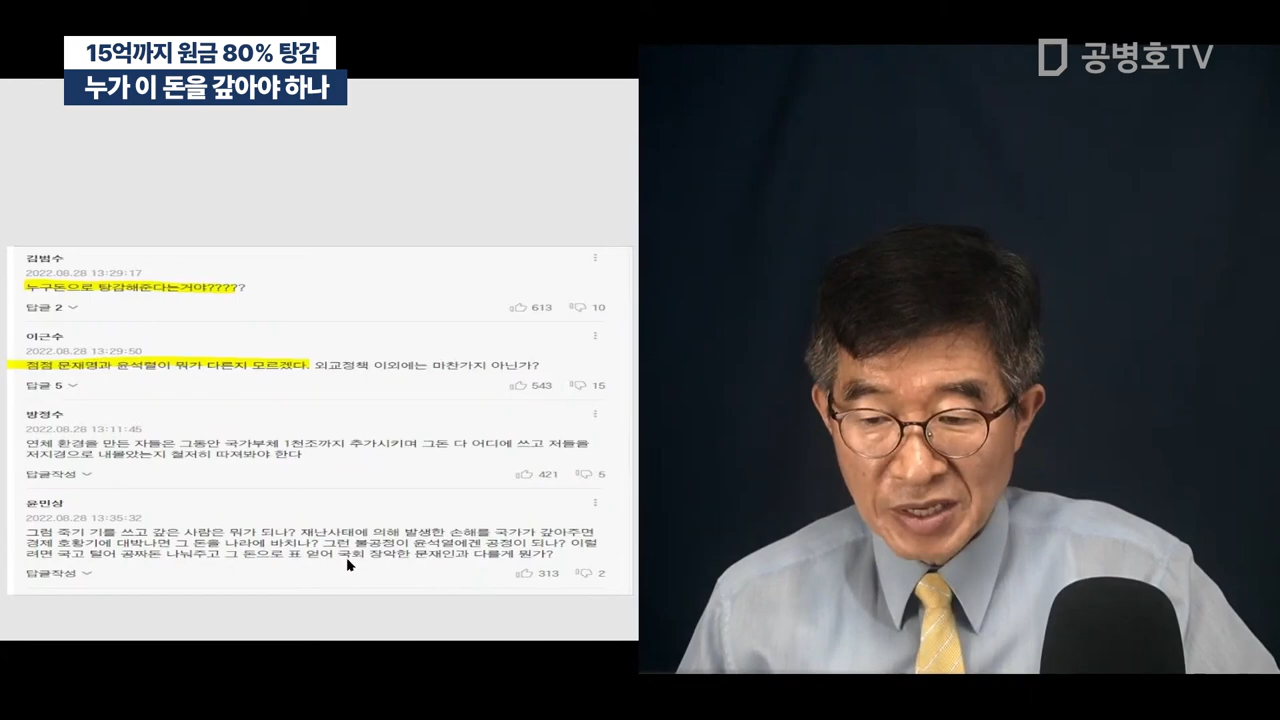 15억까지 원금 80% 탕감
누가 이 돈을 갚아야 하나
공병호TV
김범수
2022.08.28 13:29:17
누구돈으로 탕감해준다는거야?????
답글 2
613 10
이근수
2022.08.28 13:29:50
점점 문재명과 윤석렬이 뭐가 다른지 모르겟다. 외교정책 이외에는 마찬가지 아닌가?
답글 5
543 15
방정수
2022.08.28 13:11:45
연체 환경을 만든 자들은 그동안 국가부체 1천조까지 추가시키며 그돈 다 어디에 쓰고 저들을
저지경으로 내몰았는지 철저히 따져봐야 한다
답글작성
421 5
윤민상
2022.08.28 13:35:32
그럼 죽기 기를 쓰고 갚은 사람은 뭐가 되나? 재난사태에 의해 발생한 손해를 국가가 갚아주면
경제 호황기에 대박나면 그 돈을 나라에 바치나? 그런 불공정이 윤석열에겐 공정이 되나? 이럴
려면 국고 털어 공짜돈 나눠주고 그 돈으로 표 얻어 국회 장악한 문재인과 다를게 뭔가?
답글작성
313 2